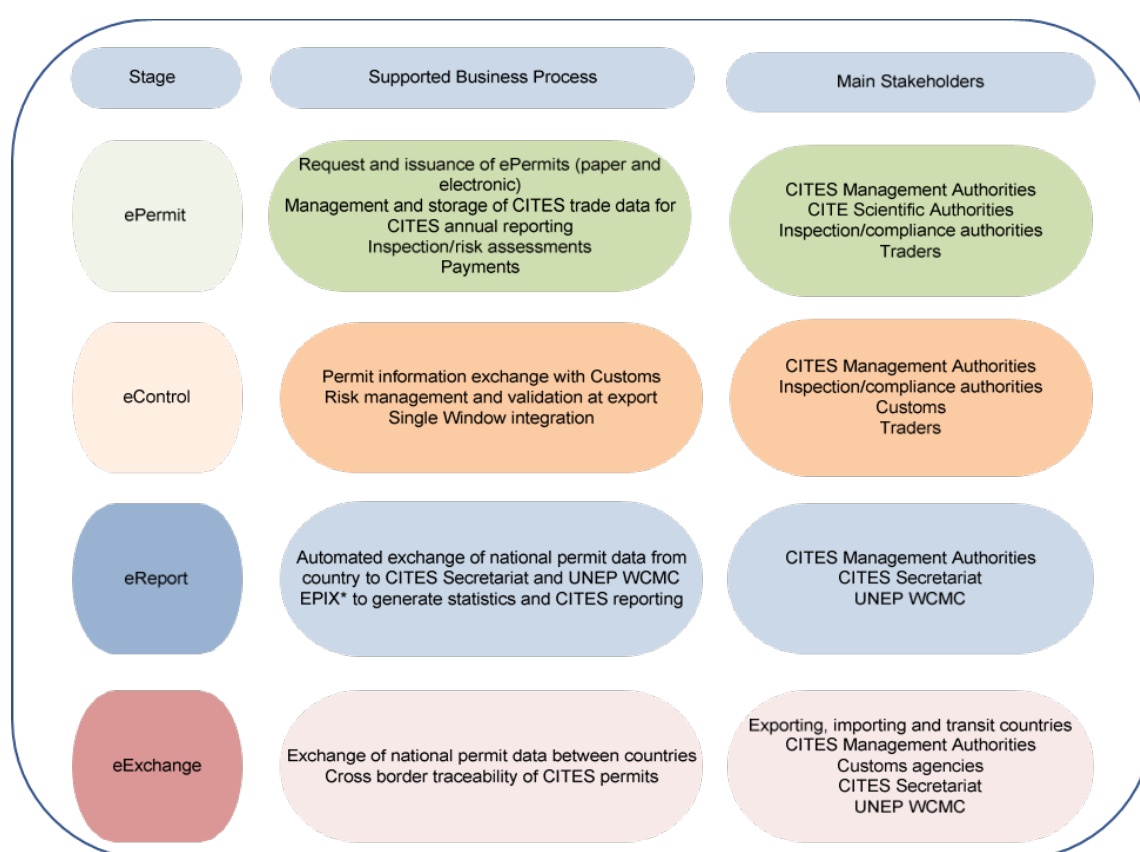 Stage
Supported Business Process
Main Stakeholders
ePermit
Request and issuance of ePermits (paper and
electronic)
Management and storage of CITES trade data for
CITES annual reporting
Inspection/risk assessments
Payments
CITES Management Authorities
CITE Scientific Authorities
Inspection/compliance authorities
Traders
eControl
Permit information exchange with Customs
Risk management and validation at export
Single Window integration
CITES Management Authorities
Inspection/compliance authorities
Customs
Traders
eReport
Automated exchange of national permit data from
country to CITES Secretariat and UNEP WCMC
EPIX* to generate statistics and CITES reporting
CITES Management Authorities
CITES Secretariat
UNEP WCMC
eExchange
Exchange of national permit data between countries
Cross border traceability of CITES permits
Exporting, importing and transit countries
CITES Management Authorities
Customs agencies
CITES Secretariat
UNEP WCMC